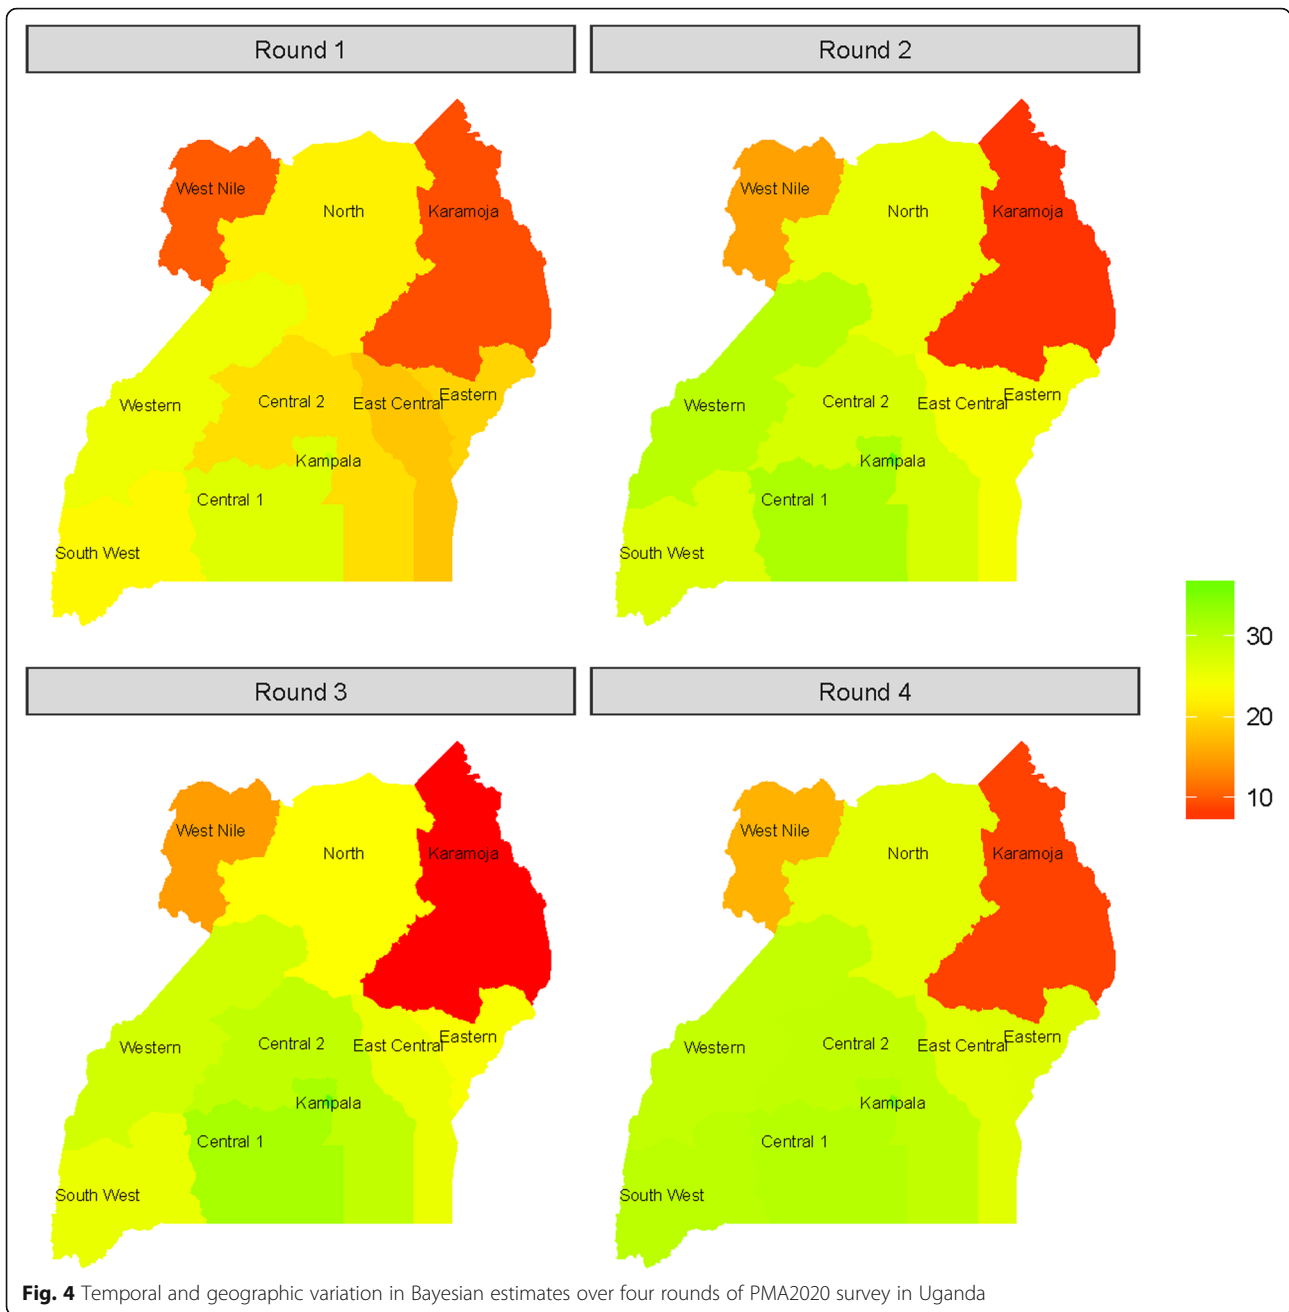 Round 1
Round 2
West Nile
North
Karamoja
Western
Central 2
East Central
Eastern
Kampala
Central 1
South West
West Nile
North
Karamoja
Western
Central 2
East Central
Eastern
Kampala
Central 1
South West
30
20
10
Round 3
Round 4
West Nile
North
Karamoja
Western
Central 2
East Central
Eastern
Kampala
Central 1
South West
West Nile
North
Karamoja
Western
Central 2
East Central
Eastern
Kampala
Central 1
South West
Fig. 4 Temporal and geographic variation in Bayesian estimates over four rounds of PMA2020 survey in Uganda